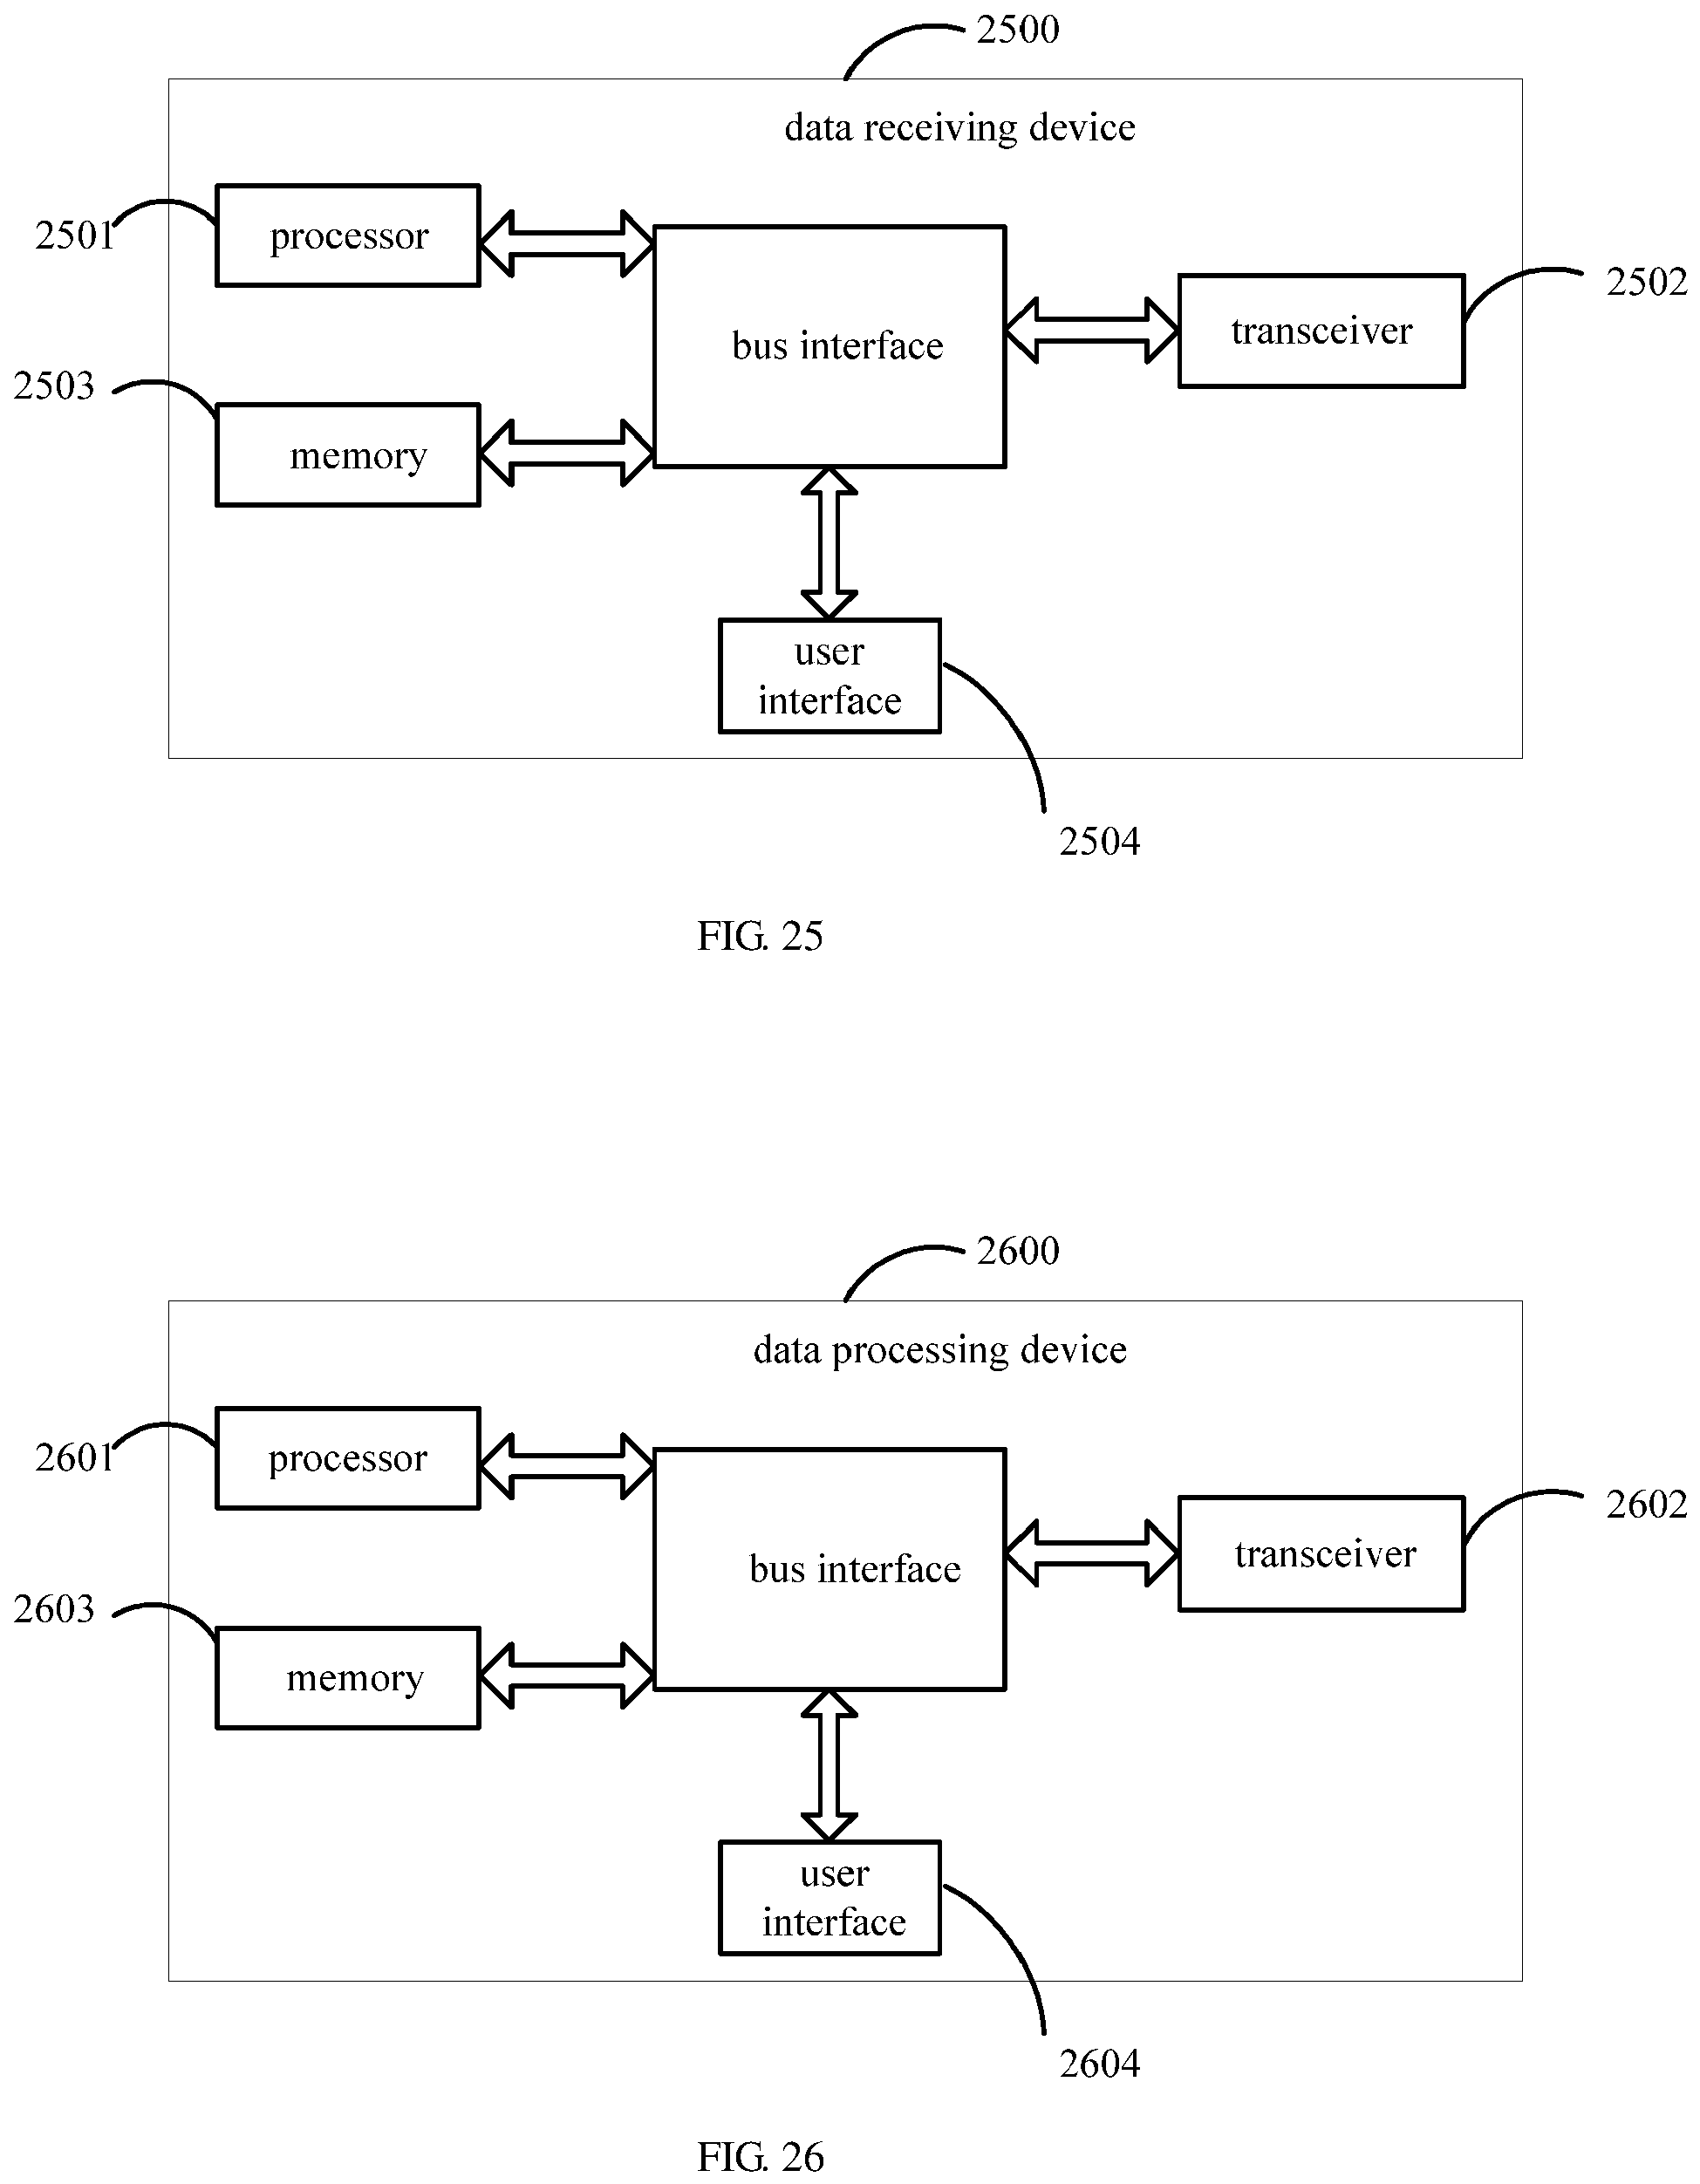 2500
data receiving device
2501
processor
bus interface
2502
transceiver
2503
memory
user
interface
2504
FIG. 25
2600
data processing device
2601
processor
bus interface
2602
transceiver
2603
memory
user
interface
2604
FIG. 26